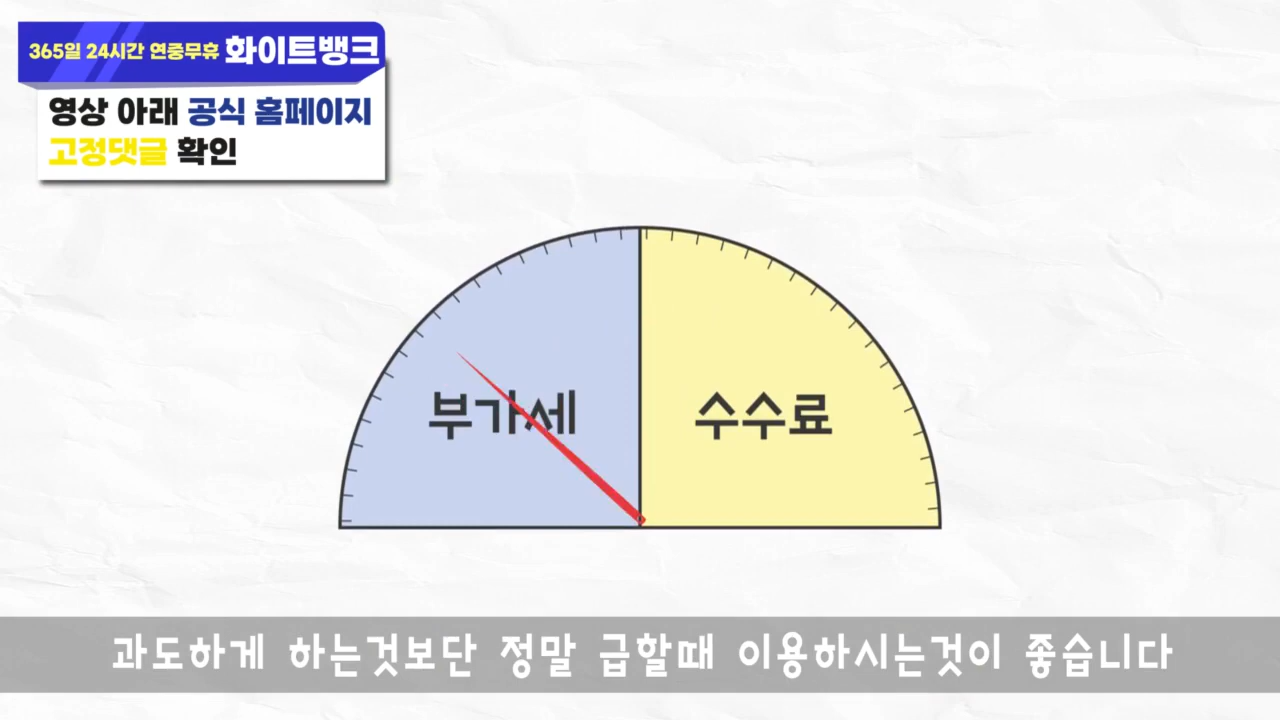 365일 24시간 연중무휴 화이트뱅크
영상 아래 공식 홈페이지
고정댓글 확인
부가세
수수료
과도하게 하는것보단 정말 급할때 이용하시는것이 좋습니다